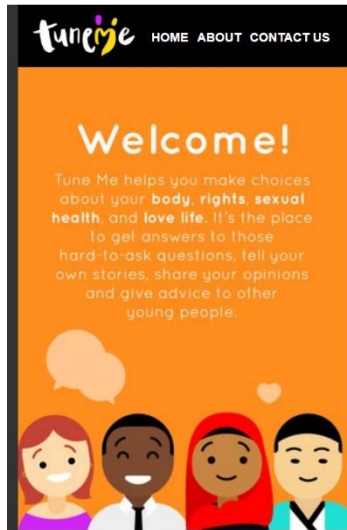 tuneme HOME ABOUT CONTACT US
Welcome!
Tune Me helps you make choices
about your body, rights, sexual
health, and love life. It's the place
to get answers to those
hard-to-ask questions, tell your
own stories, share your opinions
and give advice to other
young people.